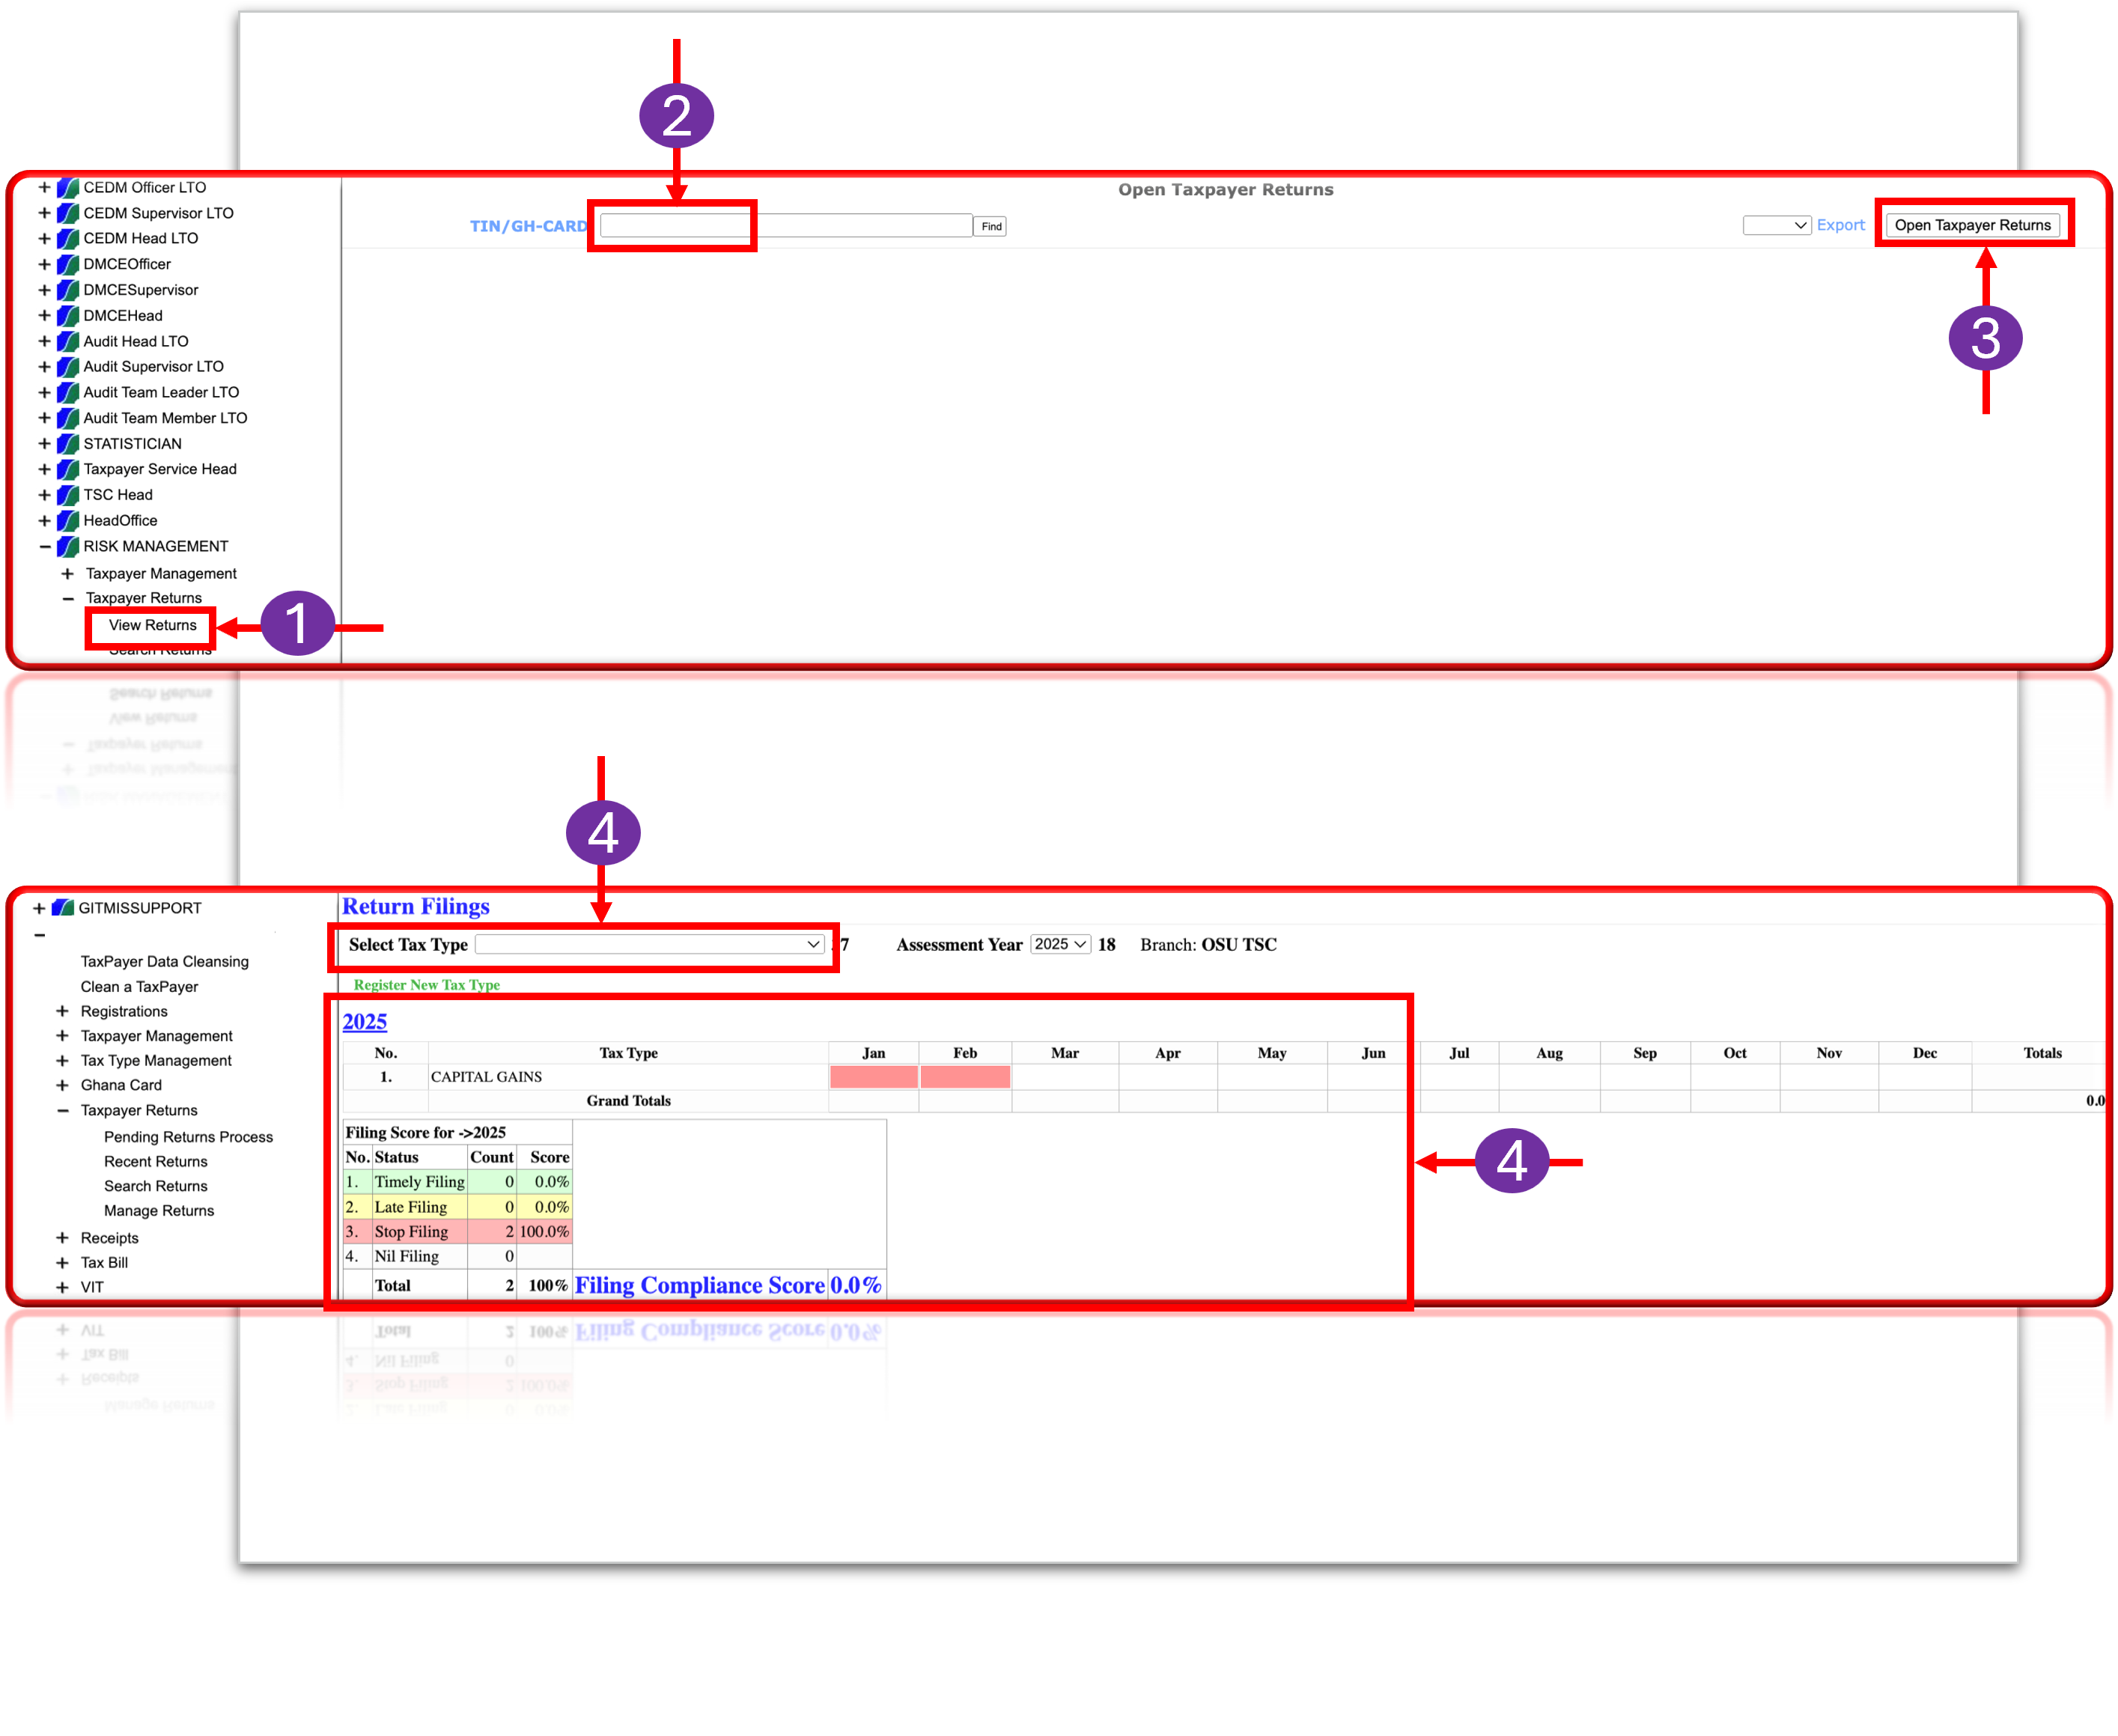 2
CEDM Officer LTO
CEDM Supervisor LTO
CEDM Head LTO
DMCEOfficer
DMCESupervisor
DMCEHead
Audit Head LTO
Audit Supervisor LTO
Audit Team Leader LTO
Audit Team Member LTO
STATISTICIAN
Taxpayer Service Head
TSC Head
HeadOffice
RISK MANAGEMENT
Taxpayer Management
Taxpayer Returns
View Returns
Search Returns
1
Open Taxpayer Returns
TIN/GH-CARD Find Export Open Taxpayer Returns
3
4
GITMISSUPPORT
TaxPayer Data Cleansing
Clean a TaxPayer
Registrations
Taxpayer Management
Tax Type Management
Ghana Card
Taxpayer Returns
Pending Returns Process
Recent Returns
Search Returns
Manage Returns
Receipts
Tax Bill
VIT
Return Filings
Select Tax Type 7 Assessment Year 2025 18 Branch: OSU TSC
Register New Tax Type
2025
No. Tax Type Jan Feb Mar Apr May Jun Jul Aug Sep Oct Nov Dec Totals
1. CAPITAL GAINS
Grand Totals 0.0
Filing Score for ->2025
No. Status Count Score
1. Timely Filing 0 0.0%
2. Late Filing 0 0.0%
3. Stop Filing 2 100.0%
4. Nil Filing 0
Total 2 100% Filing Compliance Score 0.0%
4